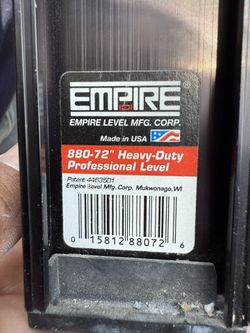 EMPIRE®
EMPIRE LEVEL MFG. CORP.
Made in USA
880-72" Heavy-Duty
Professional Level
Patent 4463501
Empire Level Mfg. Corp. Mukwonago, WI
0 15812 88072 6